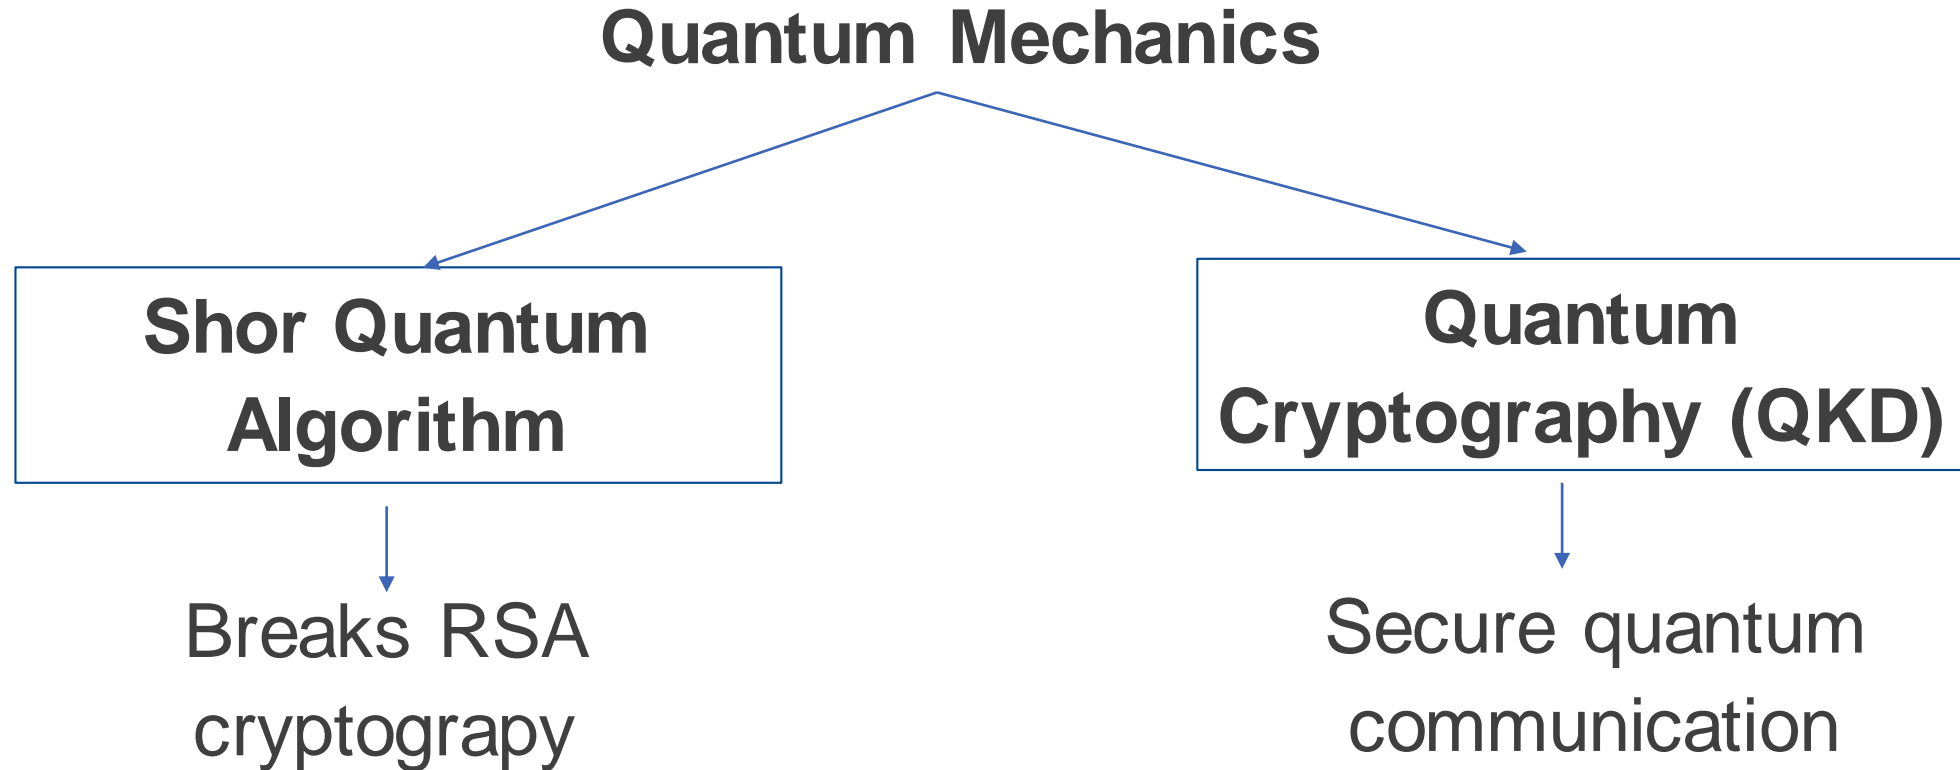 Quantum Mechanics
Shor Quantum
Algorithm
Breaks RSA
cryptograpy
Quantum
Cryptography (QKD)
Secure quantum
communication